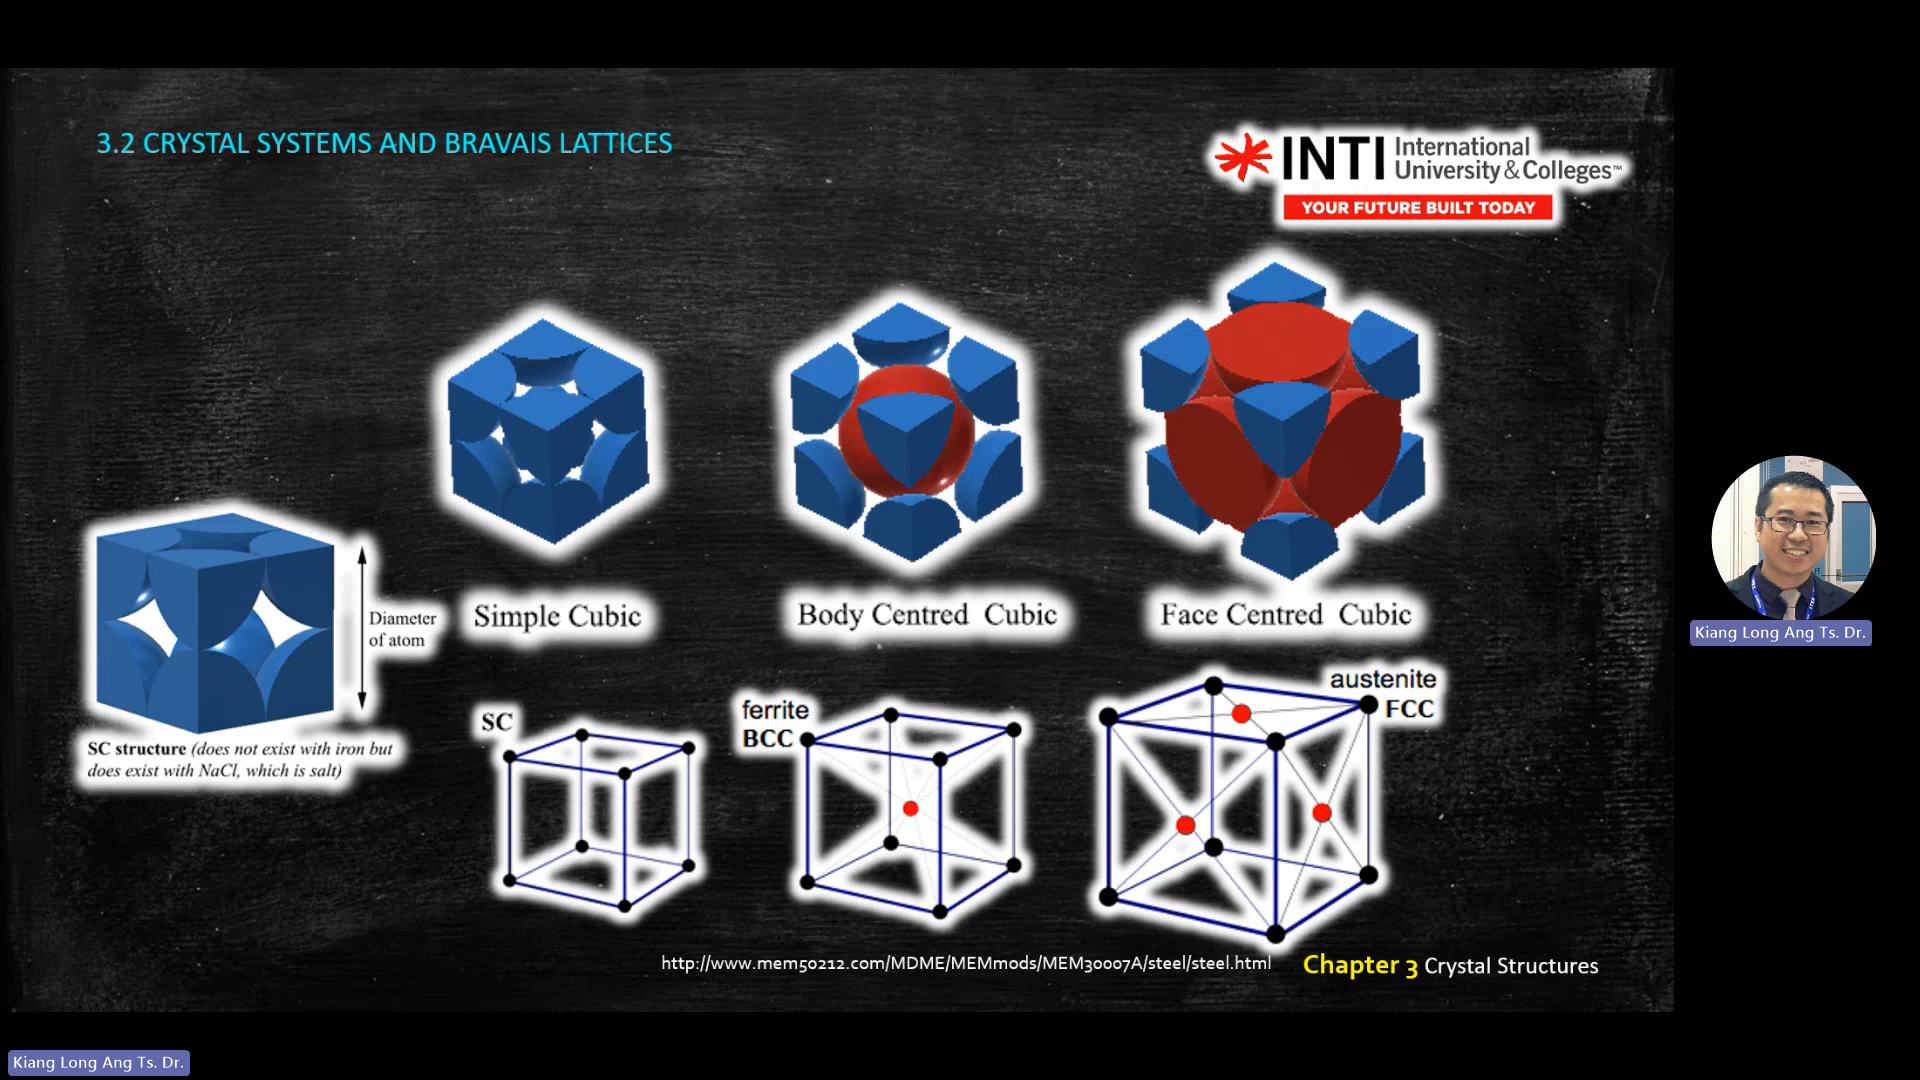 3.2 CRYSTAL SYSTEMS AND BRAVAIS LATTICES
INTI International
University & Colleges™
YOUR FUTURE BUILT TODAY
Diameter
of atom
SC structure (does not exist with iron but
does exist with NaCl, which is salt)
Simple Cubic
Body Centred Cubic
Face Centred Cubic
SC
ferrite
BCC
austenite
FCC
http://www.mem50212.com/MDME/MEMmods/MEM30007A/steel/steel.html
Chapter 3 Crystal Structures
Kiang Long Ang Ts. Dr.
Kiang Long Ang Ts. Dr.